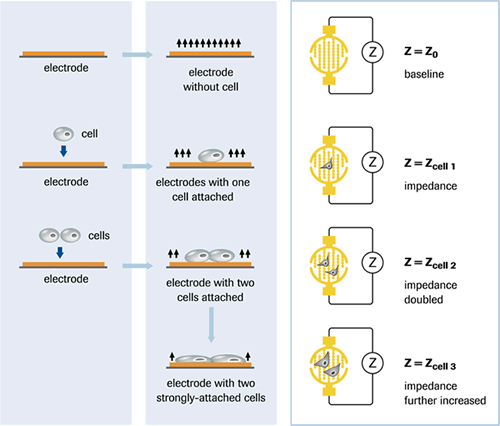 electrode
electrode
without cell
cell
electrode
electrodes with one
cell attached
cells
electrode
electrode with two
cells attached
electrode with two
strongly-attached cells
Z
Z = Z0
baseline
Z
Z = Zcell 1
impedance
Z
Z = Zcell 2
impedance
doubled
Z
Z = Zcell 3
impedance
further increased